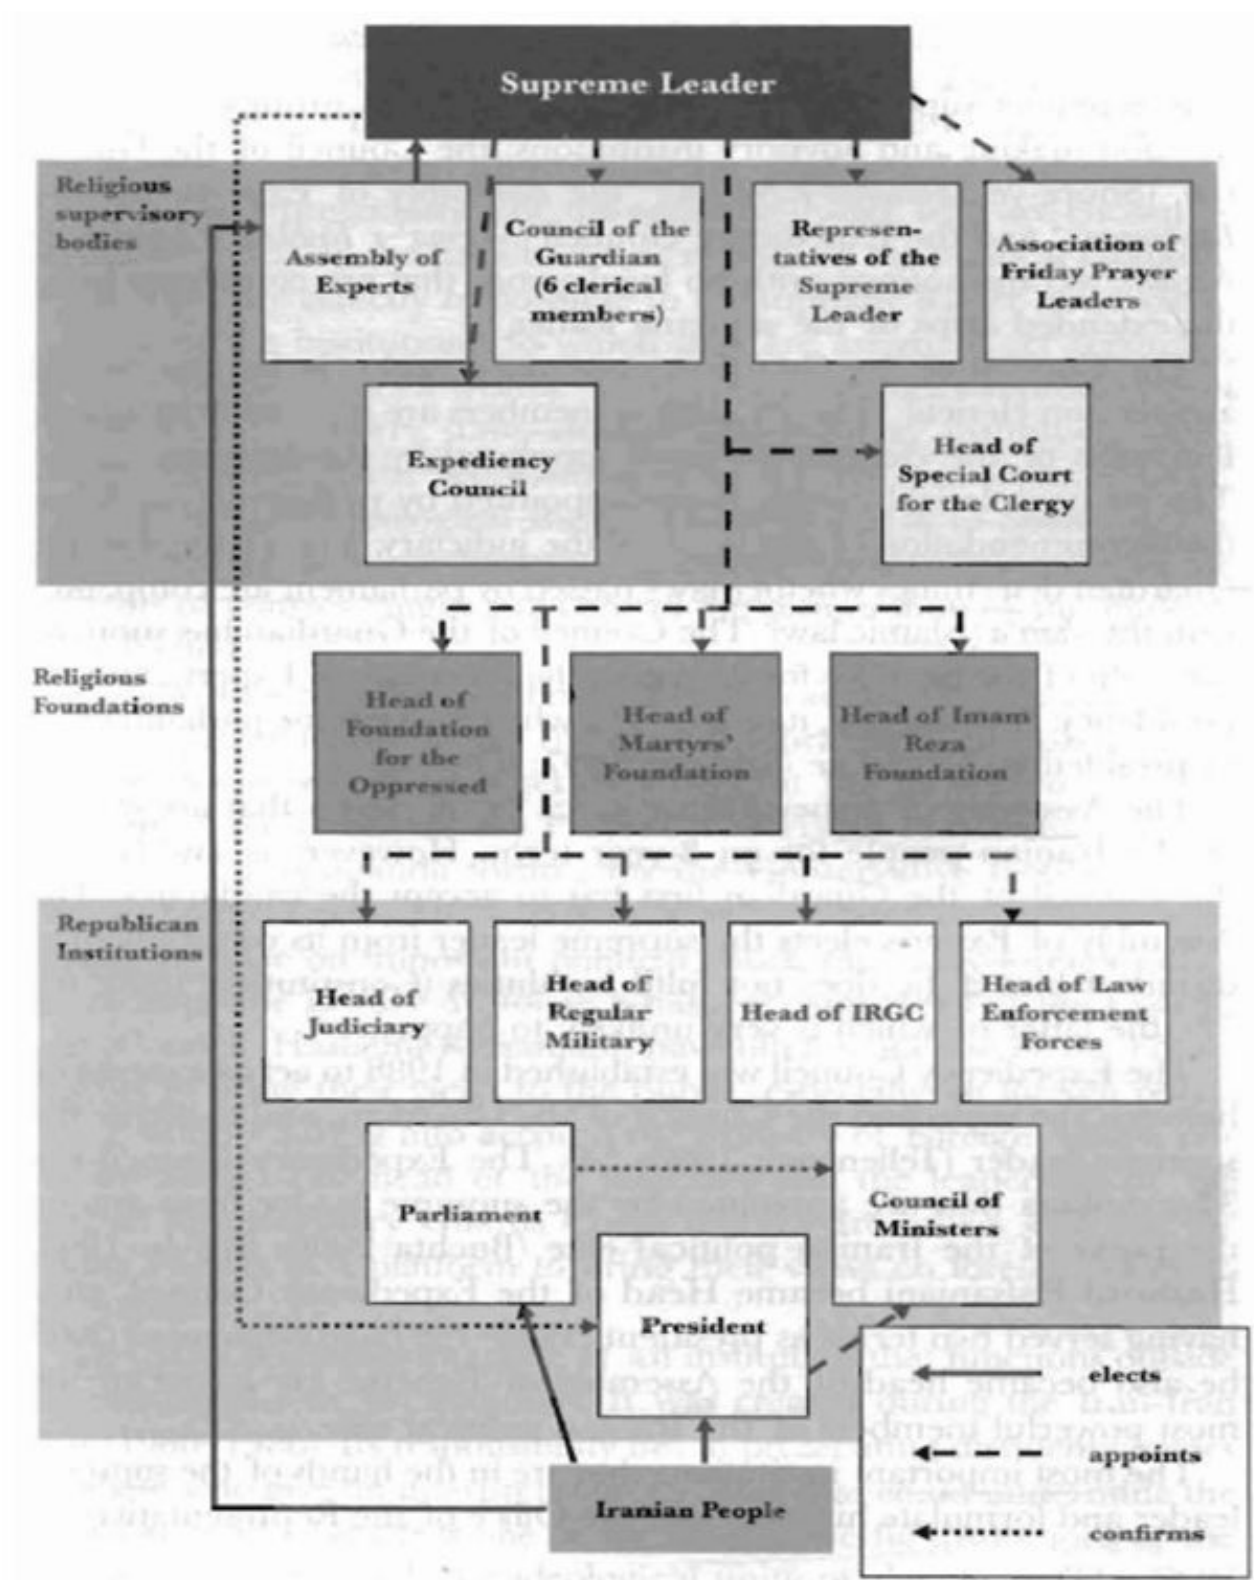 Supreme Leader
Religious
supervisory
bodies
Assembly of
Experts
Council of the
Guardian
(6 clerical
members)
Represen-
tatives of the
Supreme
Leader
Association of
Friday Prayer
Leaders
Expediency
Council
Head of
Special Court
for the Clergy
Religious
Foundations
Head of
Foundation
for the
Oppressed
Head of
Martyrs'
Foundation
Head of Imam
Reza
Foundation
Republican
Institutions
Head of
Judiciary
Head of
Regular
Military
Head of IRGC
Head of Law
Enforcement
Forces
Parliament
Council of
Ministers
President
Iranian People
elects
appoints
confirms